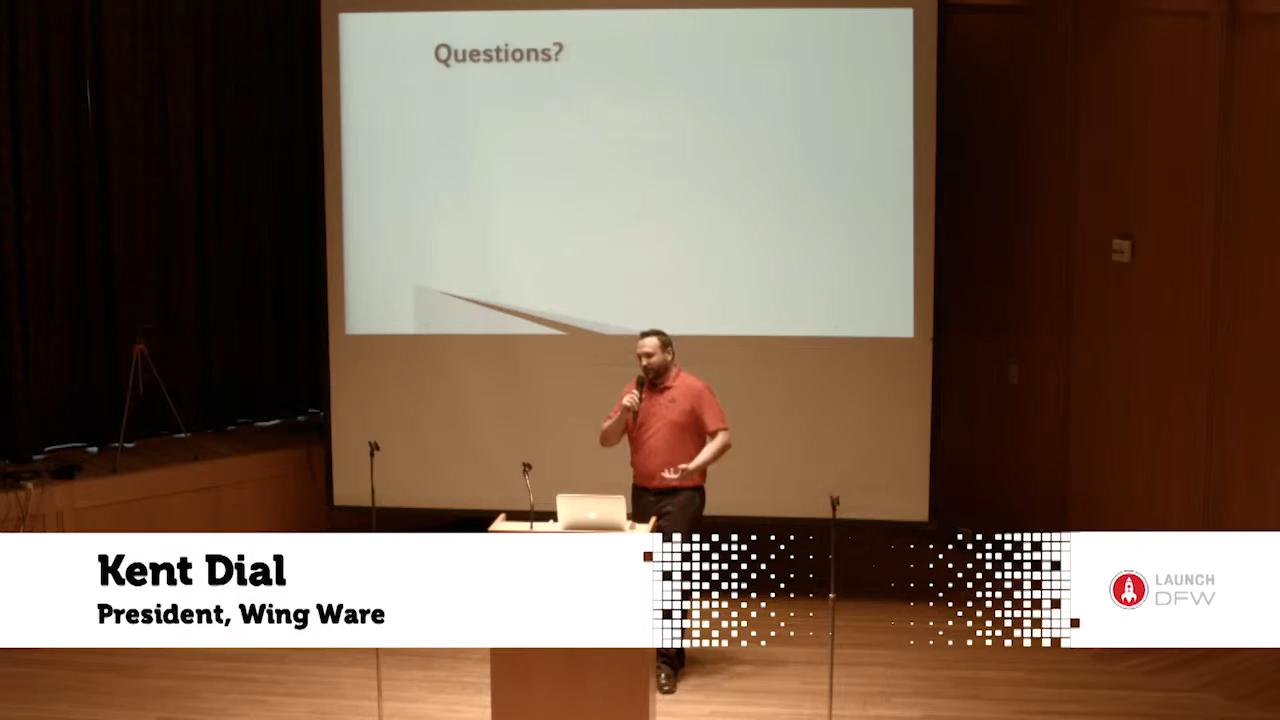 Questions?
Kent Dial
President, Wing Ware
LAUNCH
DFW